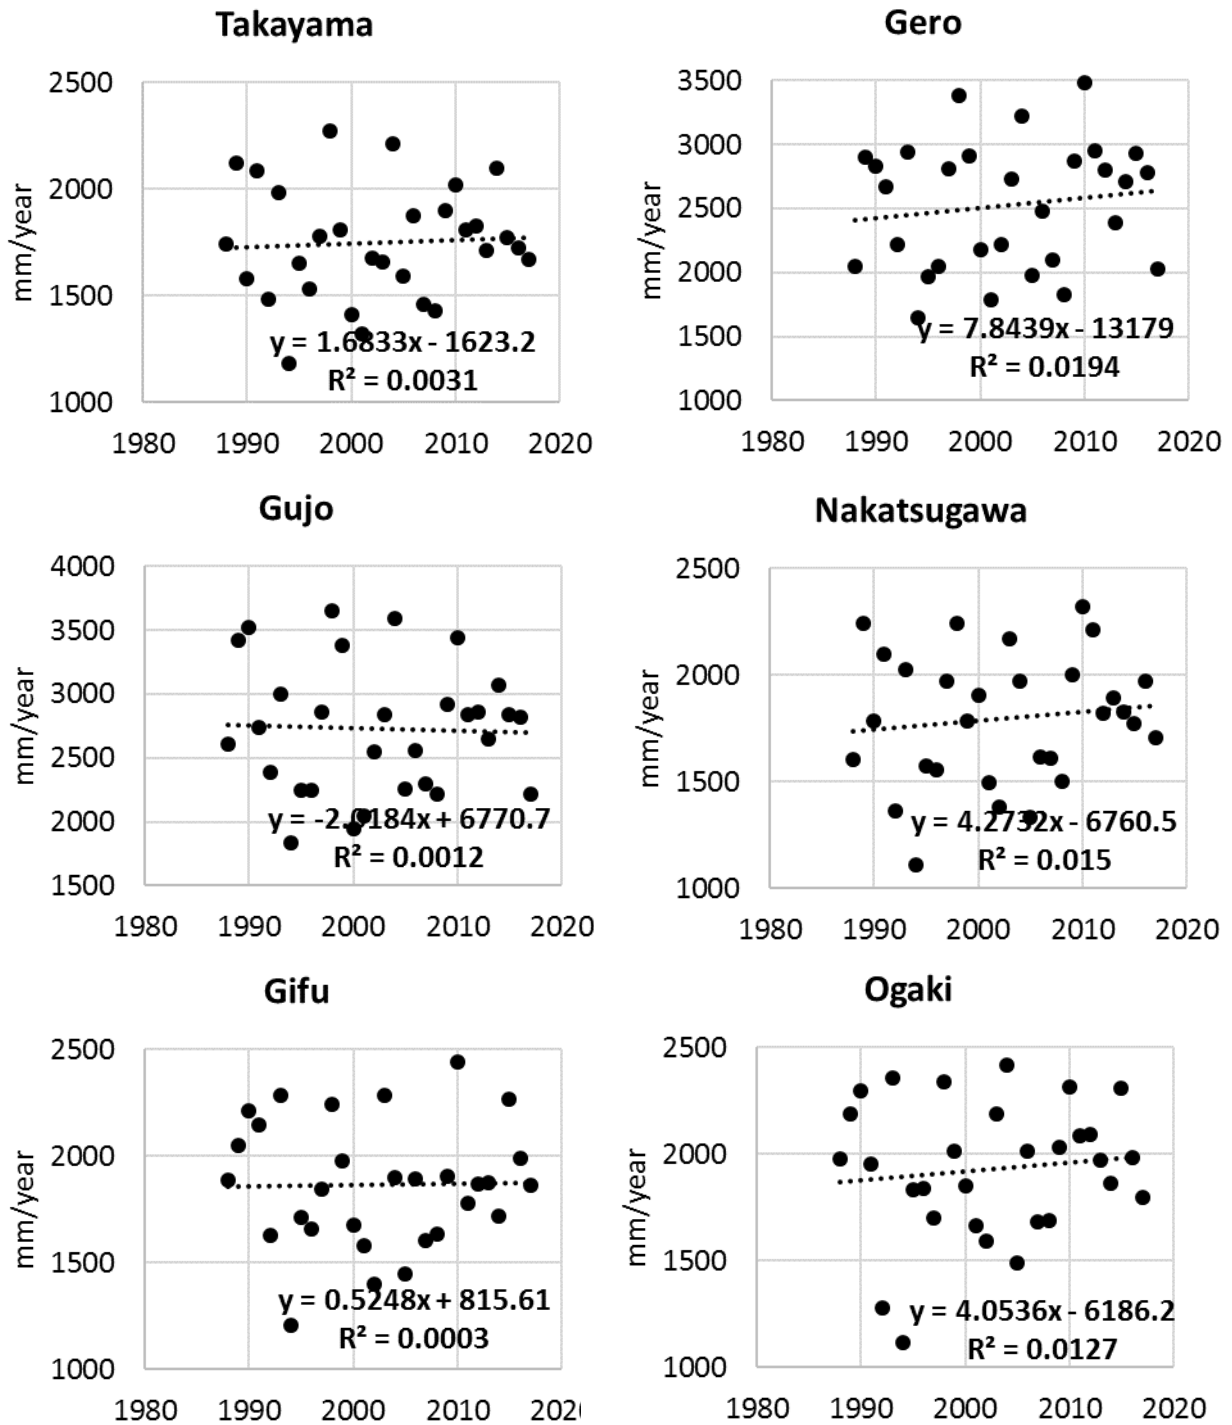 Takayama
2500
2000
1500
1000
mm/year
y = 1.6833x - 1623.2
R² = 0.0031
1980 1990 2000 2010 2020
Gero
3500
3000
2500
2000
1500
1000
mm/year
y = 7.8439x - 13179
R² = 0.0194
1980 1990 2000 2010 2020
Gujo
4000
3500
3000
2500
2000
1500
mm/year
y = -2.0184x + 6770.7
R² = 0.0012
1980 1990 2000 2010 2020
Nakatsugawa
2500
2000
1500
1000
mm/year
y = 4.2732x - 6760.5
R² = 0.015
1980 1990 2000 2010 2020
Gifu
2500
2000
1500
1000
mm/year
y = 0.5248x + 815.61
R² = 0.0003
1980 1990 2000 2010 202
Ogaki
2500
2000
1500
1000
mm/year
y = 4.0536x - 6186.2
R² = 0.0127
1980 1990 2000 2010 2020